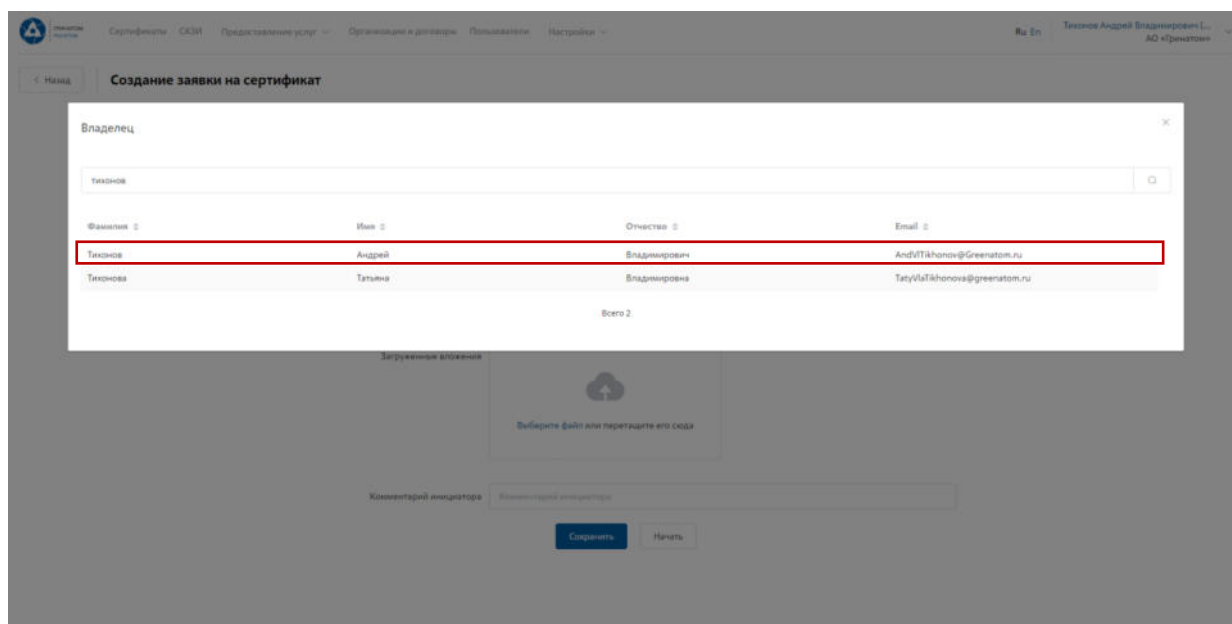 ГРИНАТОМ
РОСАТОМ
Сертификаты СКЗИ Предоставление услуг Организации и договоры Пользователи Настройки Ru En Тихонов Андрей Владимирович (...
АО «Гринатом»
< Назад Создание заявки на сертификат
Владелец ×
тихонов
Фамилия Имя Отчество Email
Тихонов Андрей Владимирович AndVlTikhonov@Greenatom.ru
Тихонова Татьяна Владимировна TatyVlaTikhonova@greenatom.ru
Всего 2
Загруженные вложения
Выберите файл или перетащите его сюда
Комментарий инициатора Комментарий инициатора
Сохранить Начать